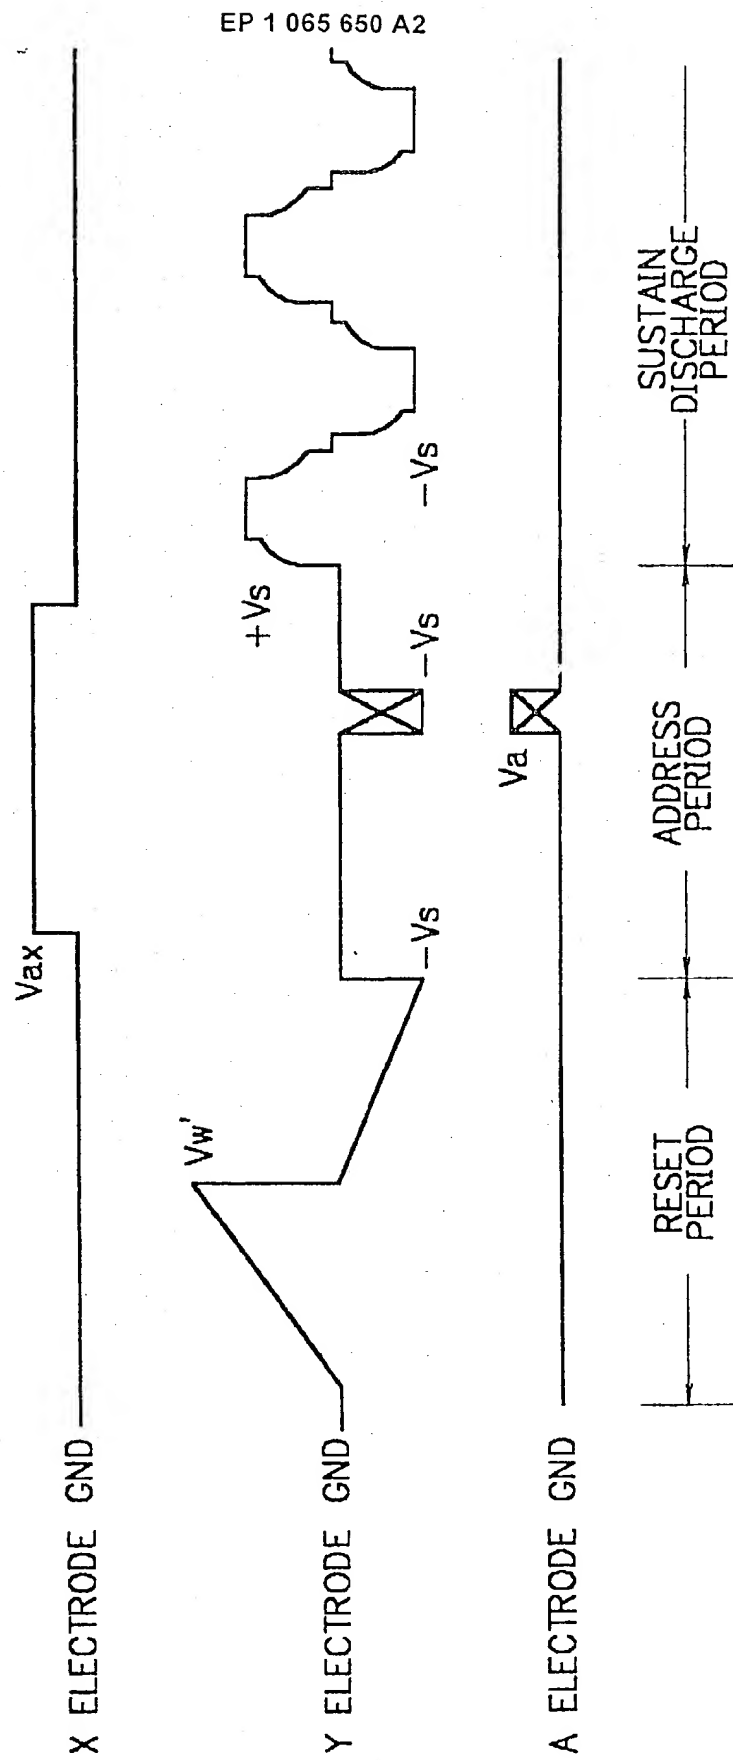 EP 1 065 650 A2
X ELECTRODE GND
Vax
Y ELECTRODE GND
Vw'
−Vs
−Vs
+Vs
−Vs
A ELECTRODE GND
Va
RESET
PERIOD
ADDRESS
PERIOD
SUSTAIN
DISCHARGE
PERIOD